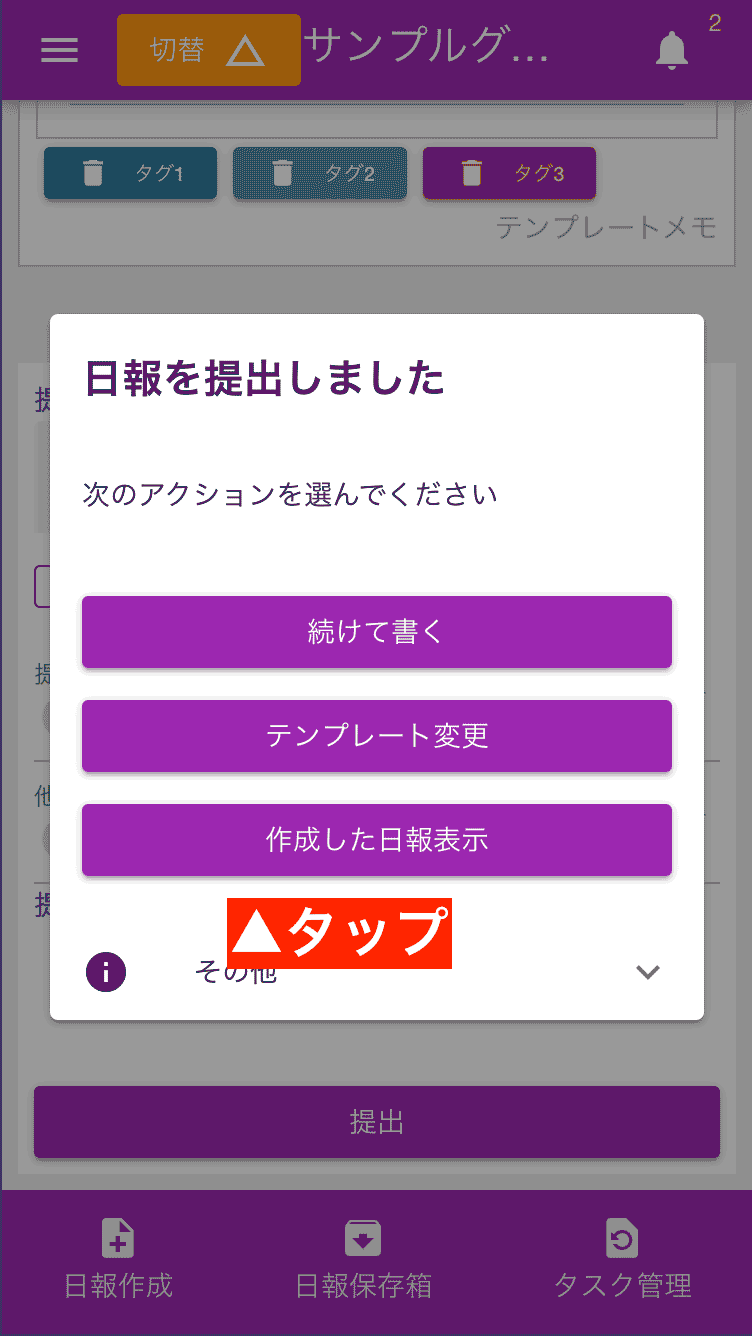 切替
サンプルグ...
2
タグ1
タグ2
タグ3
テンプレートメモ
提
日報を提出しました
次のアクションを選んでください
続けて書く
提
テンプレート変更
他
作成した日報表示
提
▲タップ
その他
提出
日報作成
日報保存箱
タスク管理